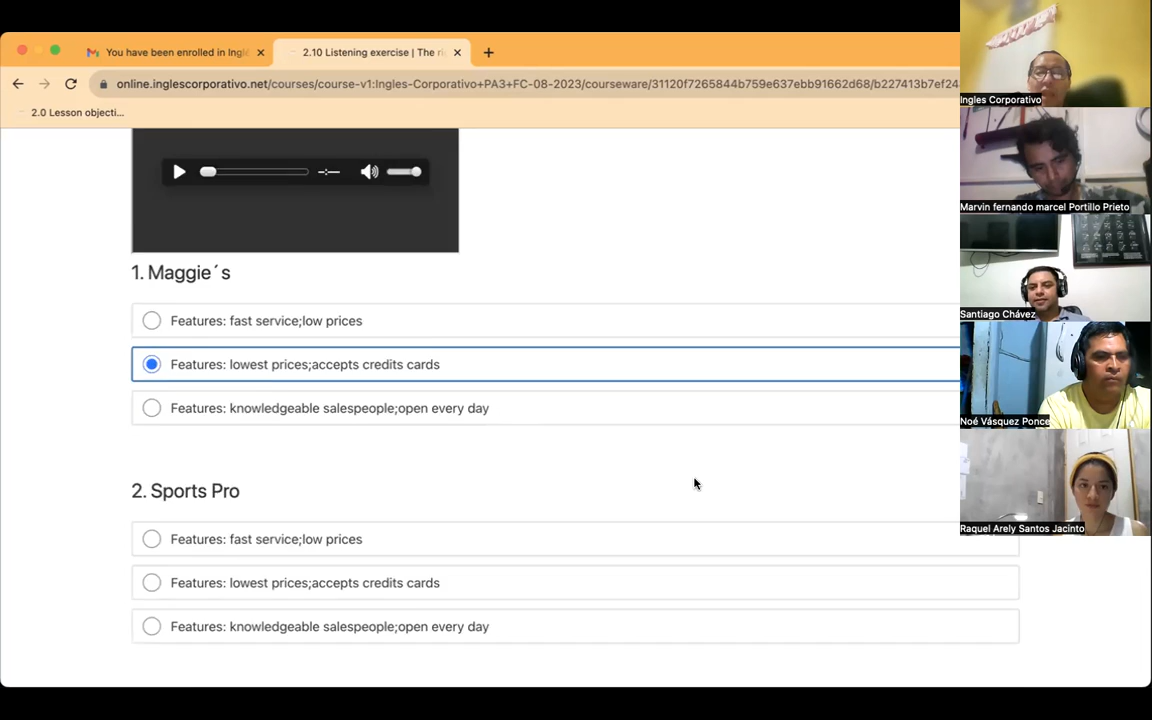 You have been enrolled in Ingl
2.10 Listening exercise | The ri
online.inglescorporativo.net/courses/course-v1:Ingles-Corporativo+PA3+FC-08-2023/courseware/31120f7265844b759e637ebb91662d68/b227413b7ef24
2.0 Lesson objecti...
1. Maggie´s
Features: fast service;low prices
Features: lowest prices;accepts credits cards
Features: knowledgeable salespeople;open every day
2. Sports Pro
Features: fast service;low prices
Features: lowest prices;accepts credits cards
Features: knowledgeable salespeople;open every day
Ingles Corporativo
Marvin fernando marcel Portillo Prieto
Santiago Chávez
Noé Vásquez Ponce
Raquel Arely Santos Jacinto